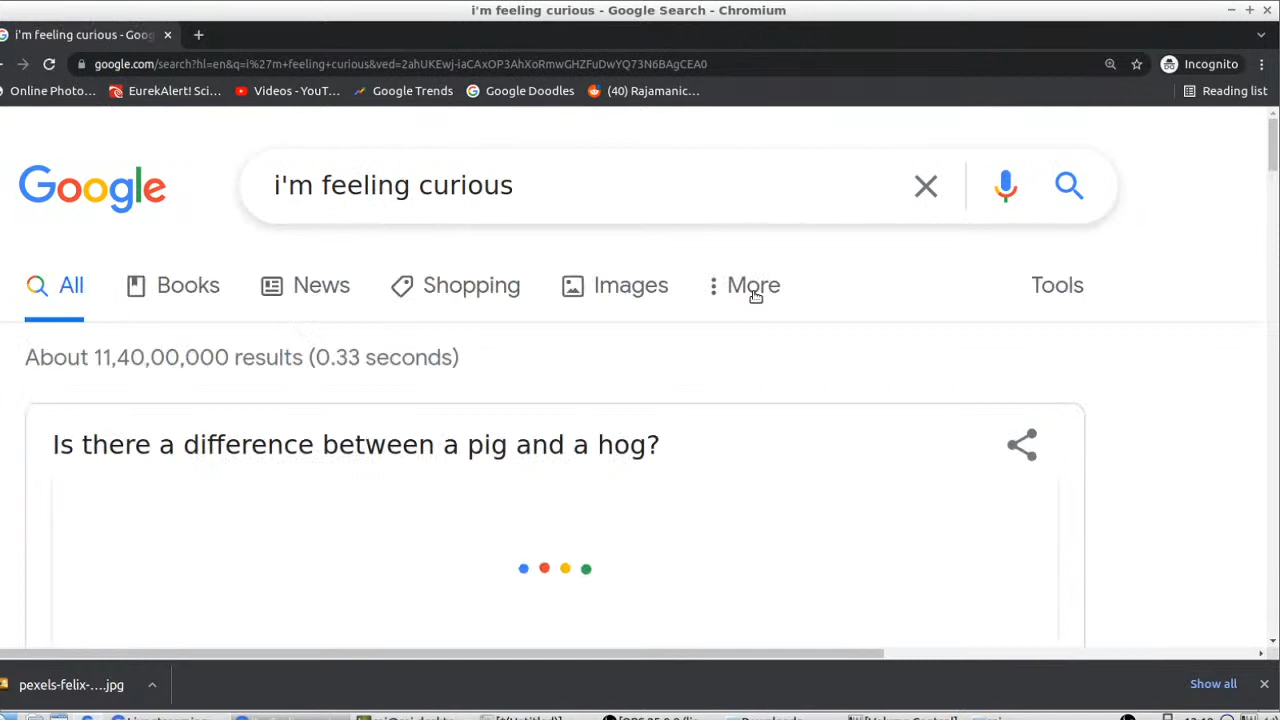 i'm feeling curious - Google Search - Chromium
i'm feeling curious - Goog
google.com/search?hl=en&q=i%27m+feeling+curious&ved=2ahUKEwj-iaCAxOP3AhXoRmwGHZFuDwYQ73N6BAgCEA0
Incognito
Online Photo...
EurekAlert! Sci...
Videos - YouT...
Google Trends
Google Doodles
(40) Rajamanic...
Reading list
Google
i'm feeling curious
All
Books
News
Shopping
Images
More
Tools
About 11,40,00,000 results (0.33 seconds)
Is there a difference between a pig and a hog?
pexels-felix-....jpg
Show all